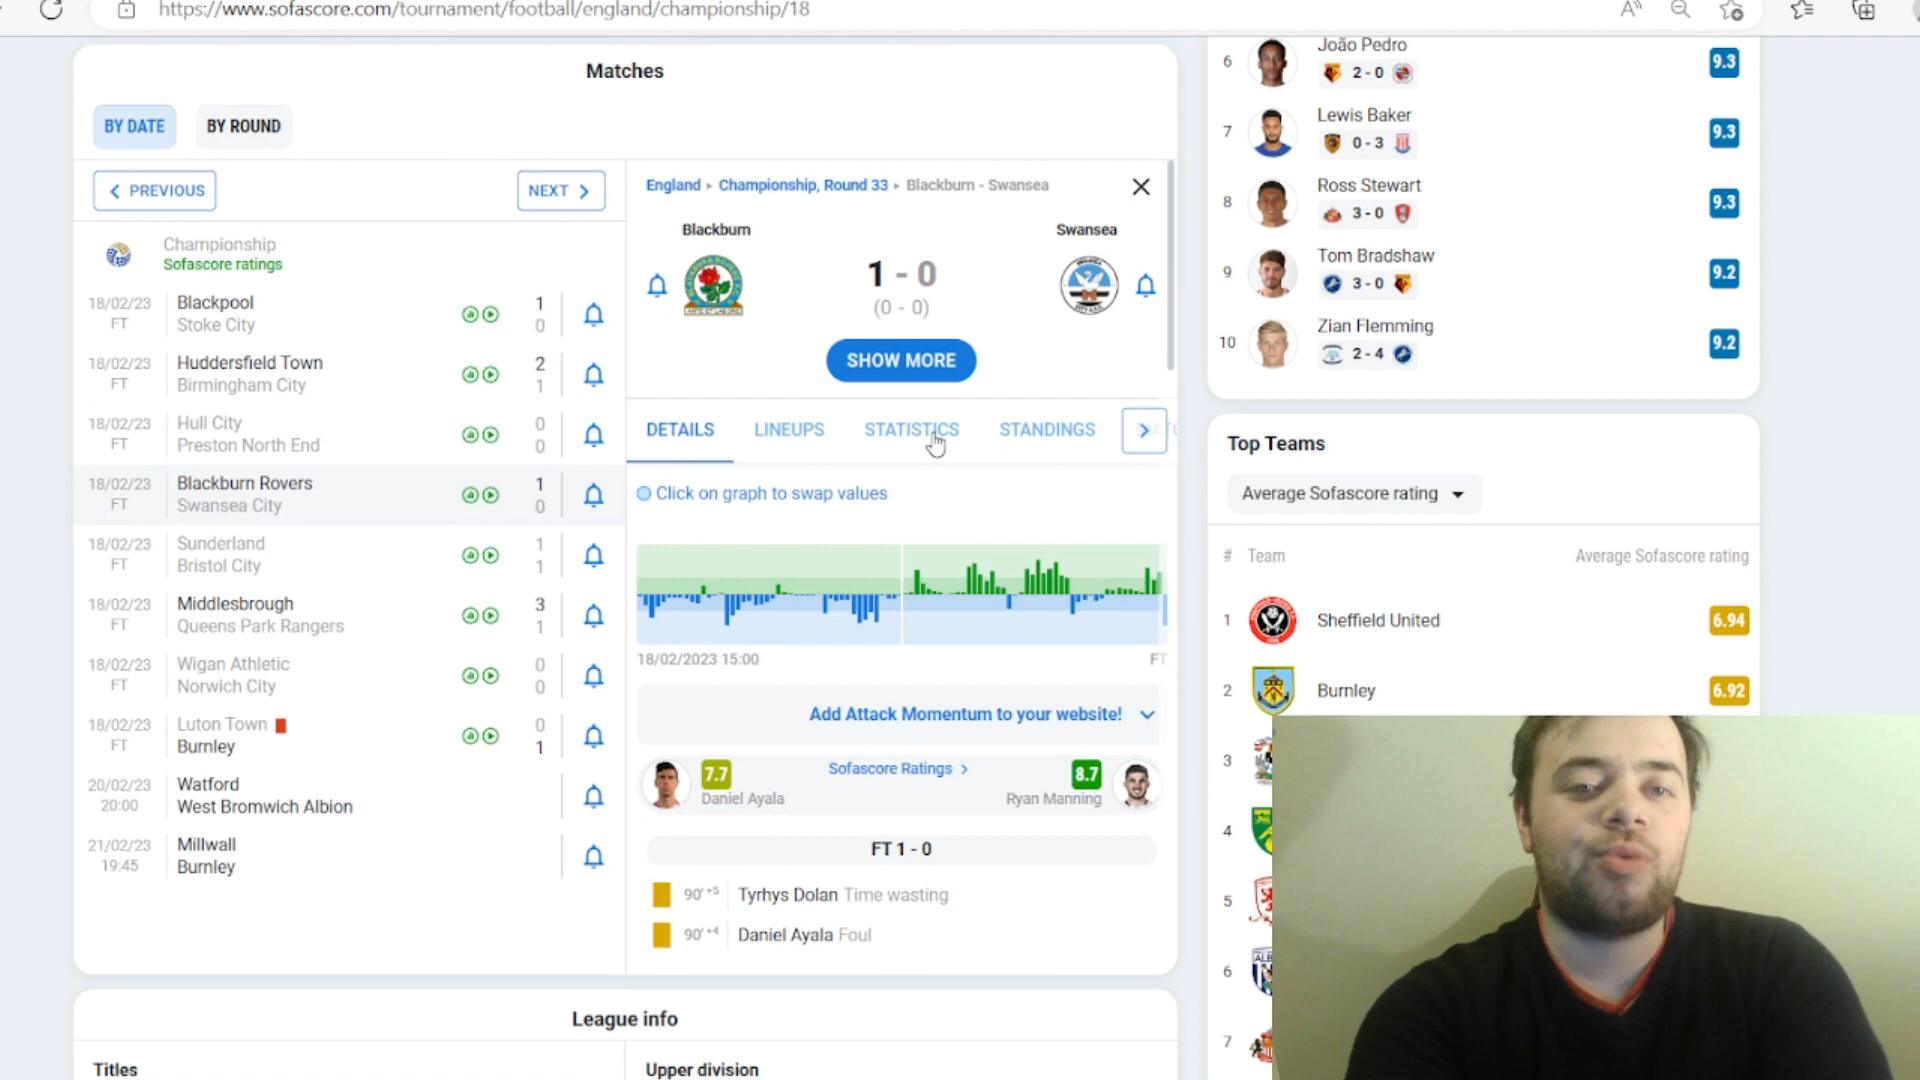 https://www.sofascore.com/tournament/football/england/championship/18
Matches
BY DATE
BY ROUND
PREVIOUS
NEXT
Championship
Sofascore ratings
18/02/23
FT
Blackpool
Stoke City
1
0
18/02/23
FT
Huddersfield Town
Birmingham City
2
1
18/02/23
FT
Hull City
Preston North End
0
0
18/02/23
FT
Blackburn Rovers
Swansea City
1
0
18/02/23
FT
Sunderland
Bristol City
1
1
18/02/23
FT
Middlesbrough
Queens Park Rangers
3
1
18/02/23
FT
Wigan Athletic
Norwich City
0
0
18/02/23
FT
Luton Town
Burnley
0
1
20/02/23
20:00
Watford
West Bromwich Albion
21/02/23
19:45
Millwall
Burnley
England ▸ Championship, Round 33 ▸ Blackburn - Swansea
Blackburn
Swansea
1 - 0
(0 - 0)
SHOW MORE
DETAILS
LINEUPS
STATISTICS
STANDINGS
Click on graph to swap values
18/02/2023 15:00
FT
Add Attack Momentum to your website!
7.7
Daniel Ayala
Sofascore Ratings
8.7
Ryan Manning
FT 1 - 0
90'+5 Tyrhys Dolan Time wasting
90'+4 Daniel Ayala Foul
League info
Titles
Upper division
6
João Pedro
2 - 0
9.3
7
Lewis Baker
0 - 3
9.3
8
Ross Stewart
3 - 0
9.3
9
Tom Bradshaw
3 - 0
9.2
10
Zian Flemming
2 - 4
9.2
Top Teams
Average Sofascore rating
# Team
Average Sofascore rating
1
Sheffield United
6.94
2
Burnley
6.92
3
4
5
6
7